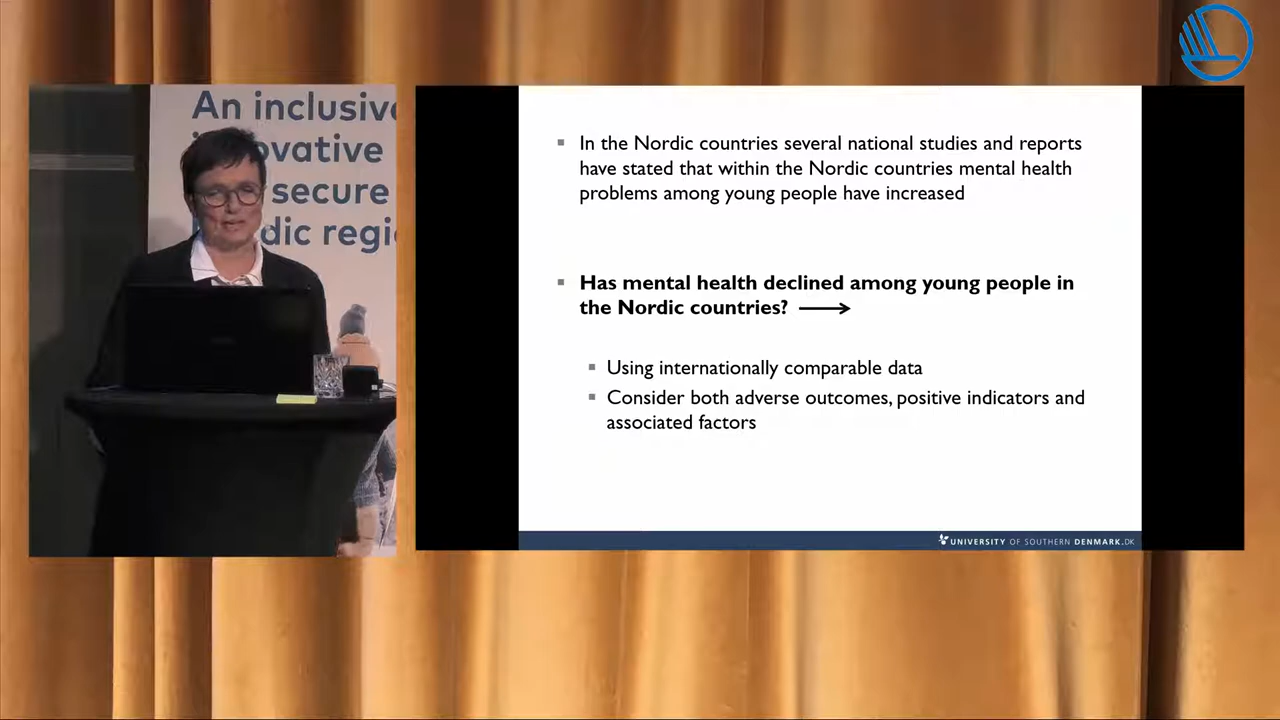 An inclusive
ovative
secure
dic regi
In the Nordic countries several national studies and reports
have stated that within the Nordic countries mental health
problems among young people have increased
Has mental health declined among young people in
the Nordic countries?
Using internationally comparable data
Consider both adverse outcomes, positive indicators and
associated factors
UNIVERSITY OF SOUTHERN DENMARK.DK